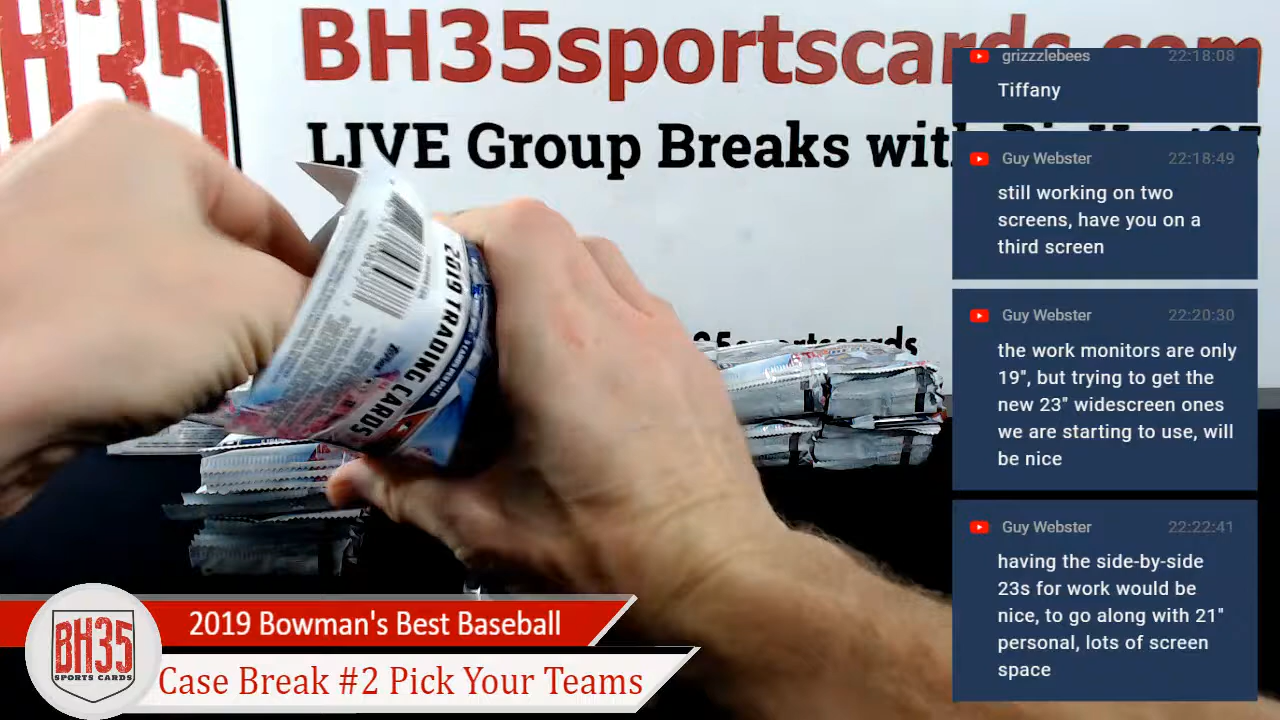 BH35
BH35sportscards.com
LIVE Group Breaks with
35sportscards
2019 TRADING CARDS
grizzzlebees 22:18:08
Tiffany
Guy Webster 22:18:49
still working on two
screens, have you on a
third screen
Guy Webster 22:20:30
the work monitors are only
19", but trying to get the
new 23" widescreen ones
we are starting to use, will
be nice
Guy Webster 22:22:41
having the side-by-side
23s for work would be
nice, to go along with 21"
personal, lots of screen
space
BH35
SPORTS CARDS
2019 Bowman's Best Baseball
Case Break #2 Pick Your Teams